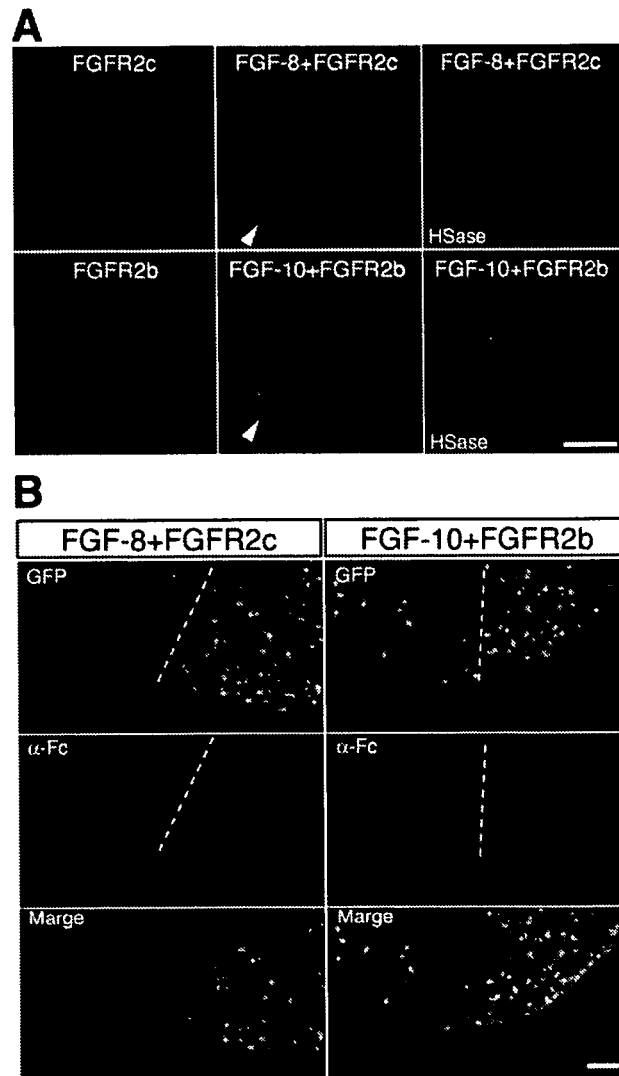 A
FGFR2c
FGF-8+FGFR2c
FGF-8+FGFR2c
HSase
FGFR2b
FGF-10+FGFR2b
FGF-10+FGFR2b
HSase
B
FGF-8+FGFR2c
FGF-10+FGFR2b
GFP
GFP
α-Fc
α-Fc
Marge
Marge